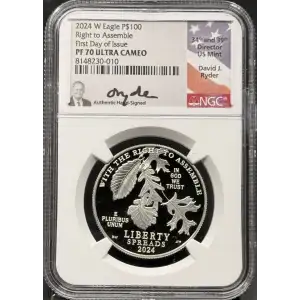 2024 W Eagle P$100
Right to Assemble
First Day of Issue
PF 70 ULTRA CAMEO
8148230-010
Authentic Hand-Signed
34th and 39th
Director
US Mint
David J.
Ryder
NGC
WITH THE RIGHT TO ASSEMBLE
IN
GOD
WE
TRUST
E
PLURIBUS
UNUM
LIBERTY
SPREADS
2024